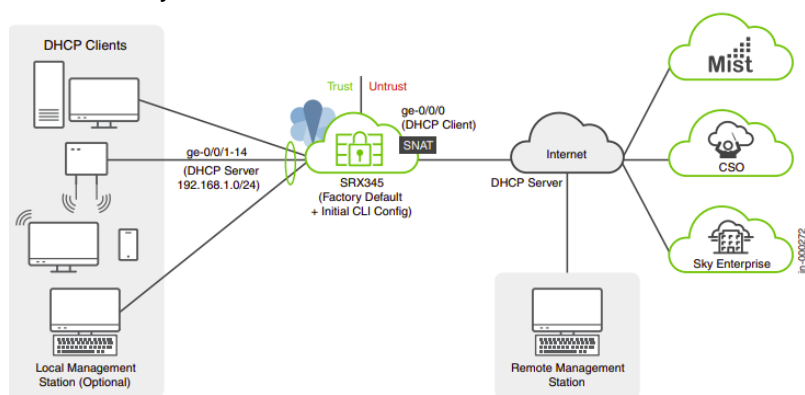 DHCP Clients
Trust
Untrust
ge-0/0/0
(DHCP Client)
SNAT
ge-0/0/1-14
(DHCP Server
192.168.1.0/24)
SRX345
(Factory Default
+ Initial CLI Config)
Internet
DHCP Server
Mist
CSO
Sky Enterprise
jn-000272
Local Management
Station (Optional)
Remote Management
Station